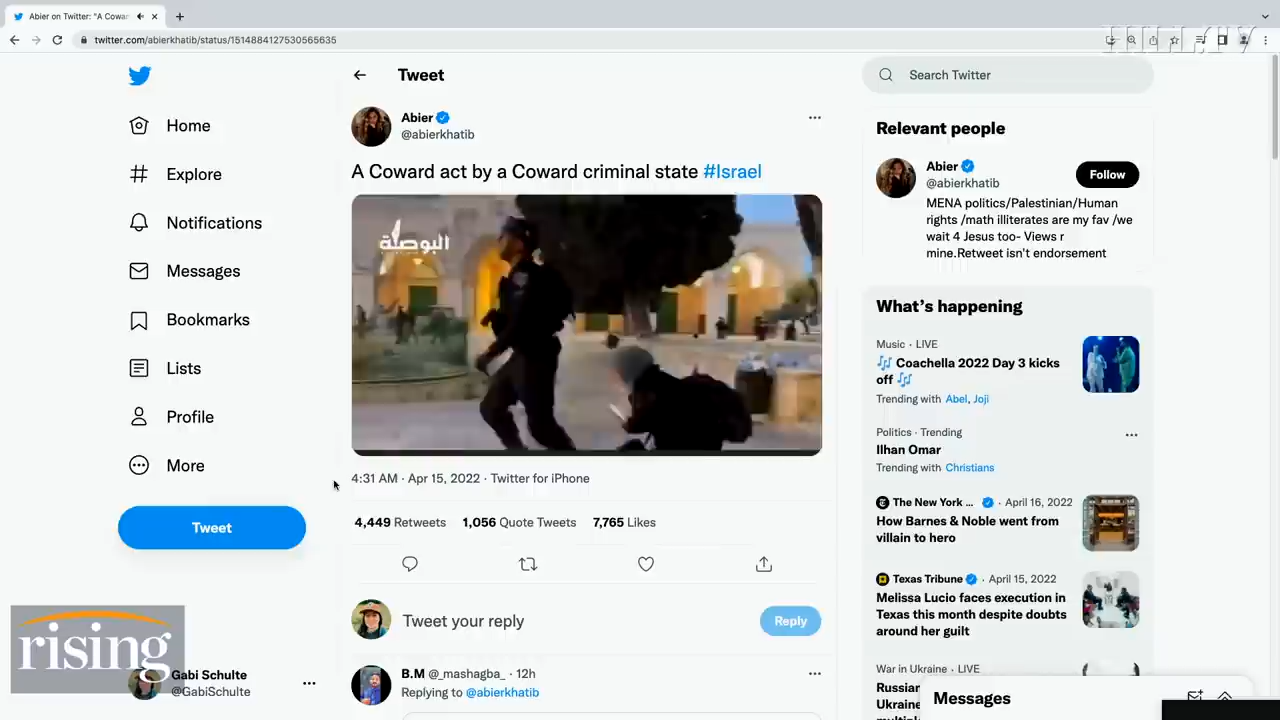 Abier on Twitter: "A Cowar
twitter.com/abierkhatib/status/1514884127530565635
HILL.TV
Home
Explore
Notifications
Messages
Bookmarks
Lists
Profile
More
Tweet
rising
Gabi Schulte
@GabiSchulte
Tweet
Abier
@abierkhatib
A Coward act by a Coward criminal state #Israel
البوصلة
4:31 AM · Apr 15, 2022 · Twitter for iPhone
4,449 Retweets 1,056 Quote Tweets 7,765 Likes
Tweet your reply
Reply
B.M @_mashagba_ · 12h
Replying to @abierkhatib
Search Twitter
Relevant people
Abier
@abierkhatib
Follow
MENA politics/Palestinian/Human
rights /math illiterates are my fav /we
wait 4 Jesus too- Views r
mine.Retweet isn't endorsement
What's happening
Music · LIVE
🎶 Coachella 2022 Day 3 kicks
off 🎶
Trending with Abel, Joji
Politics · Trending
Ilhan Omar
Trending with Christians
The New York ... · April 16, 2022
How Barnes & Noble went from
villain to hero
Texas Tribune · April 15, 2022
Melissa Lucio faces execution in
Texas this month despite doubts
around her guilt
War in Ukraine · LIVE
Russian
Ukraine
Messages